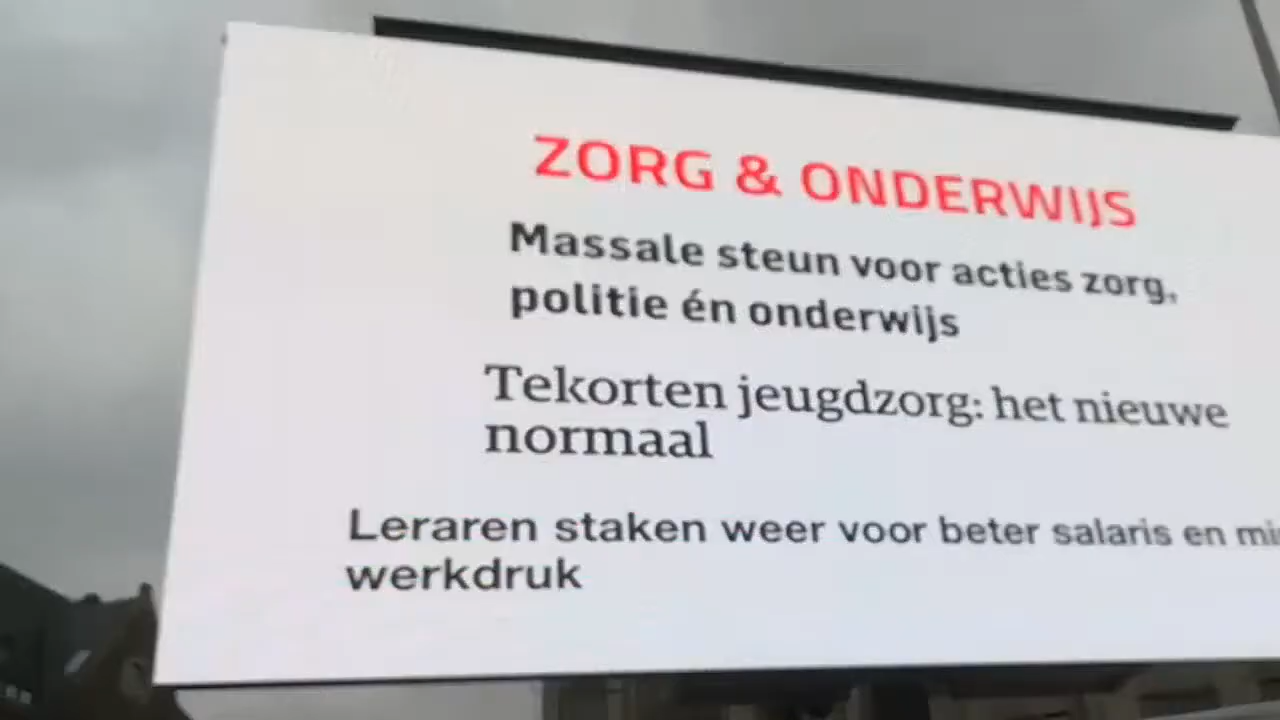 ZORG & ONDERWIJS
Massale steun voor acties zorg,
politie én onderwijs
Tekorten jeugdzorg: het nieuwe
normaal
Leraren staken weer voor beter salaris en
werkdruk